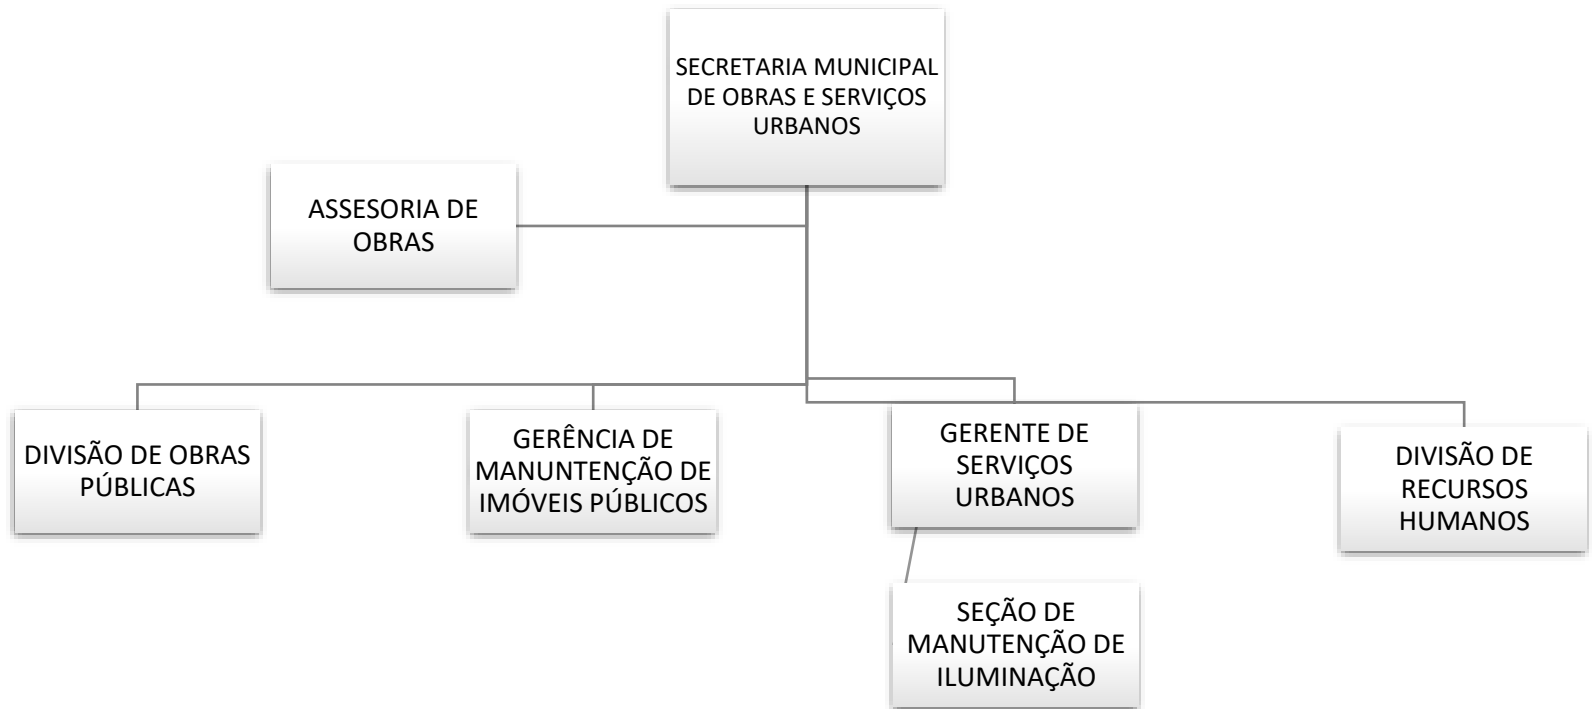 SECRETARIA MUNICIPAL
DE OBRAS E SERVIÇOS
URBANOS
ASSESORIA DE
OBRAS
DIVISÃO DE OBRAS
PÚBLICAS
GERÊNCIA DE
MANUNTENÇÃO DE
IMÓVEIS PÚBLICOS
GERENTE DE
SERVIÇOS
URBANOS
DIVISÃO DE
RECURSOS
HUMANOS
SEÇÃO DE
MANUTENÇÃO DE
ILUMINAÇÃO